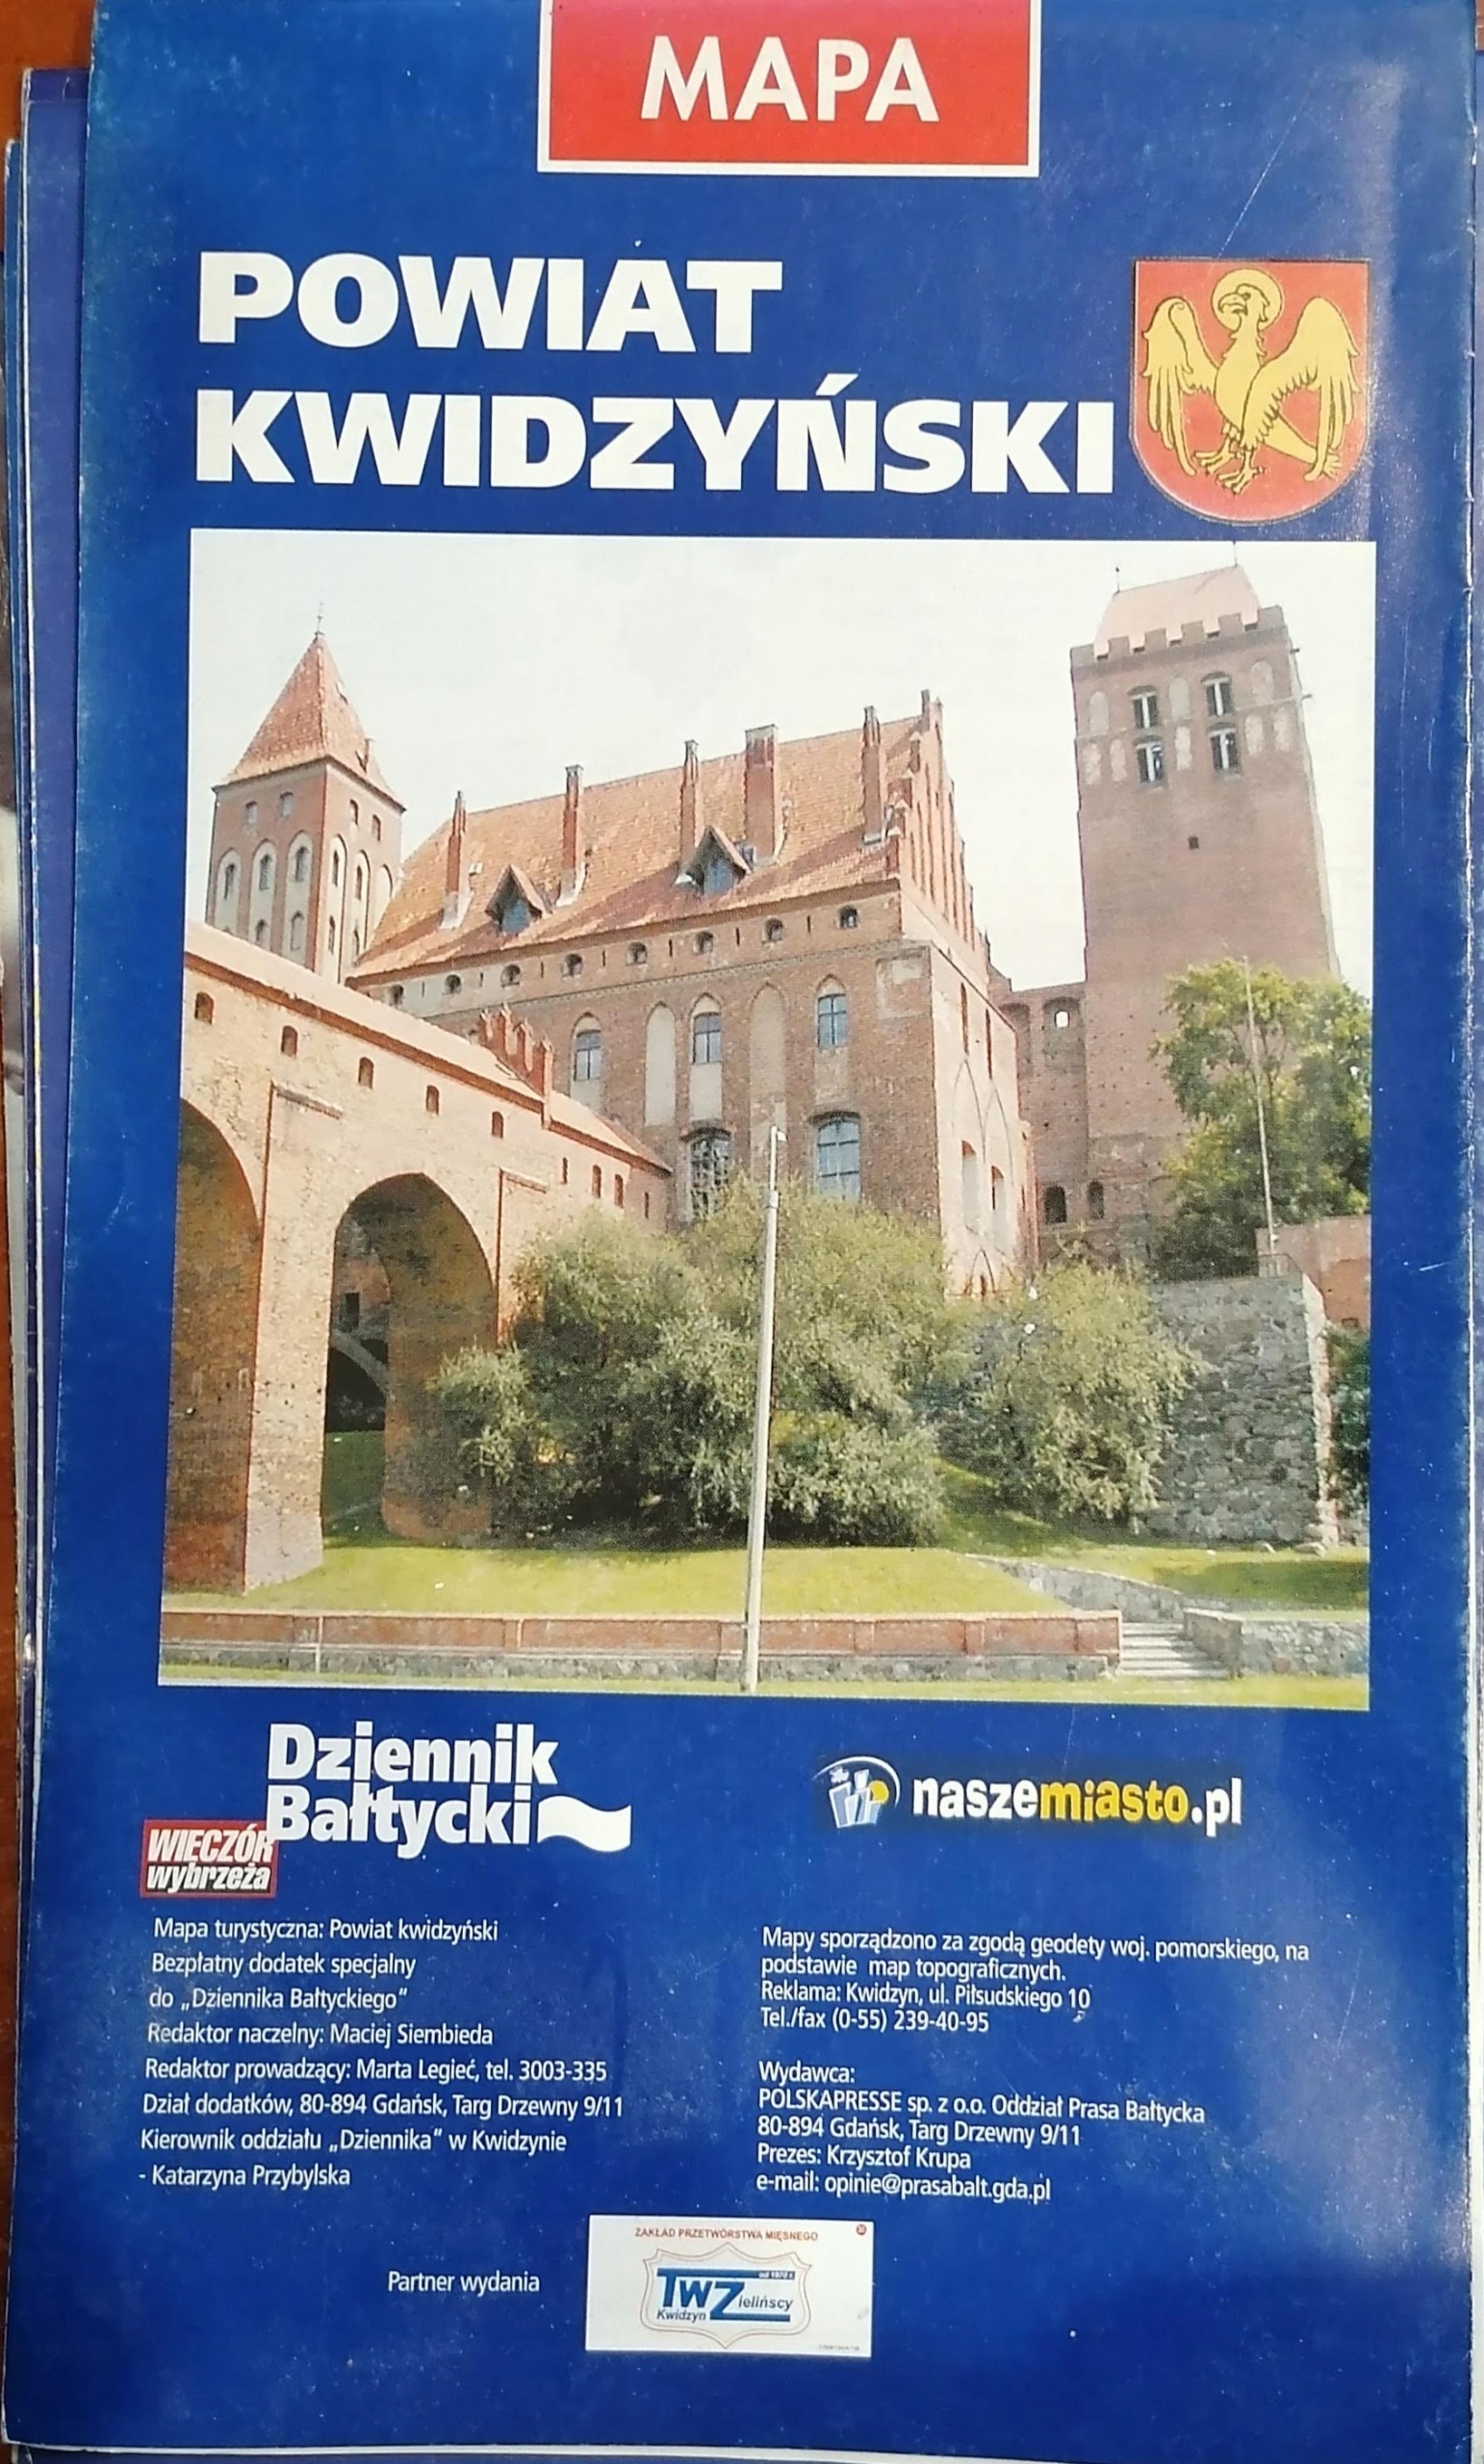 MAPA
POWIAT
KWIDZYŃSKI
Dziennik
Bałtycki
WIECZÓR
wybrzeża
naszemiasto.pl
Mapa turystyczna: Powiat kwidzyński
Bezpłatny dodatek specjalny
do „Dziennika Bałtyckiego"
Redaktor naczelny: Maciej Siembieda
Redaktor prowadzący: Marta Legieć, tel. 3003-335
Dział dodatków, 80-894 Gdańsk, Targ Drzewny 9/11
Kierownik oddziału „Dziennika" w Kwidzynie
- Katarzyna Przybylska
Mapy sporządzono za zgodą geodety woj. pomorskiego, na
podstawie map topograficznych.
Reklama: Kwidzyn, ul. Piłsudskiego 10
Tel./fax (0-55) 239-40-95
Wydawca:
POLSKAPRESSE sp. z o.o. Oddział Prasa Bałtycka
80-894 Gdańsk, Targ Drzewny 9/11
Prezes: Krzysztof Krupa
e-mail: opinie@prasabalt.gda.pl
Partner wydania
ZAKŁAD PRZETWÓRSTWA MIĘSNEGO
od 1970 r.
TWZielińscy
Kwidzyn